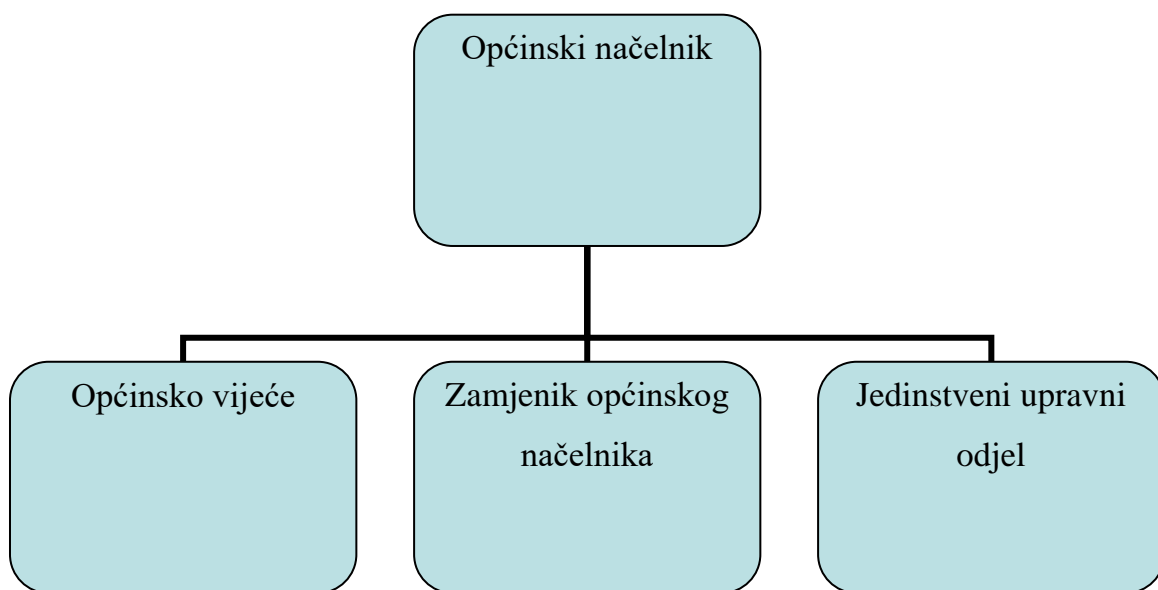 Općinski načelnik
Općinsko vijeće
Zamjenik općinskog
načelnika
Jedinstveni upravni
odjel